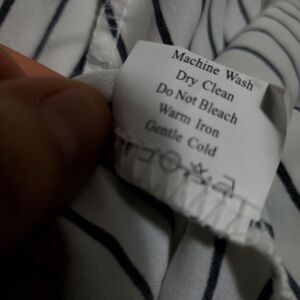 Machine Wash
Dry Clean
Do Not Bleach
Warm Iron
Gentle Cold